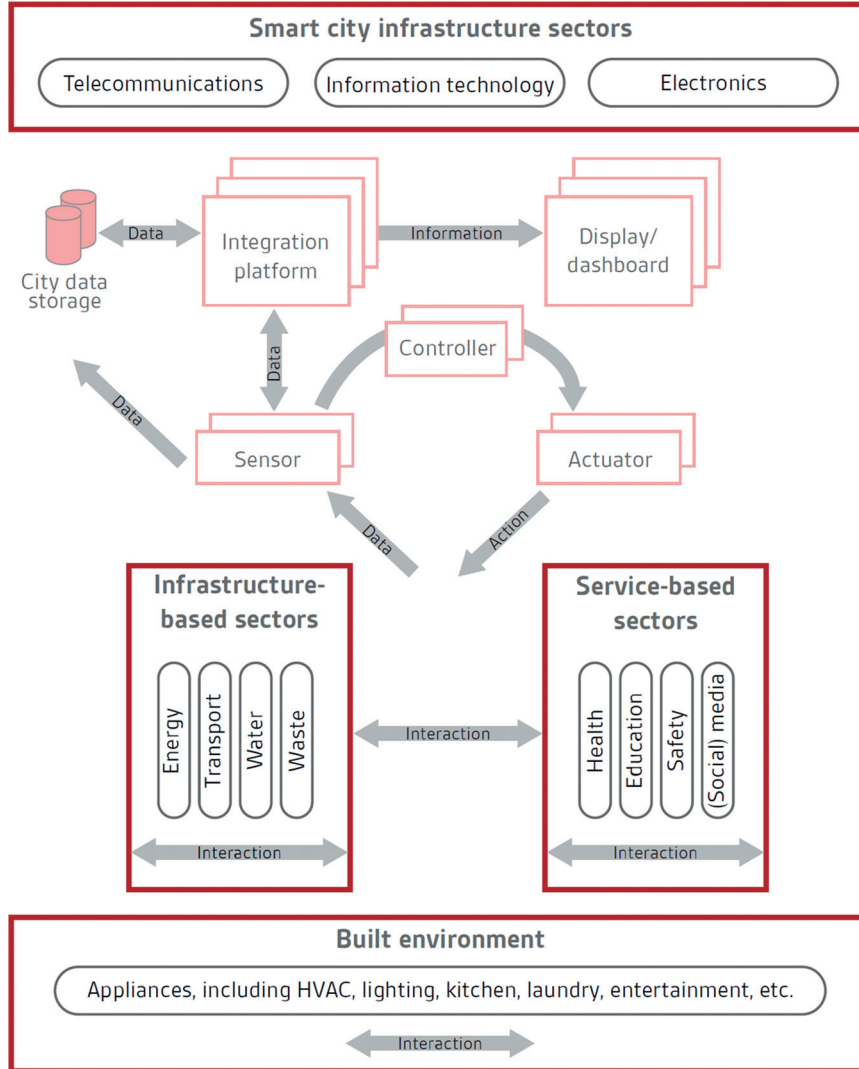 Smart city infrastructure sectors
Telecommunications
Information technology
Electronics
Data
Integration
platform
Information
Display/
dashboard
City data
storage
Data
Controller
Data
Sensor
Actuator
Data
Action
Infrastructure-
based sectors
Energy
Transport
Water
Waste
Interaction
Interaction
Service-based
sectors
Health
Education
Safety
(Social) media
Interaction
Built environment
Appliances, including HVAC, lighting, kitchen, laundry, entertainment, etc.
Interaction